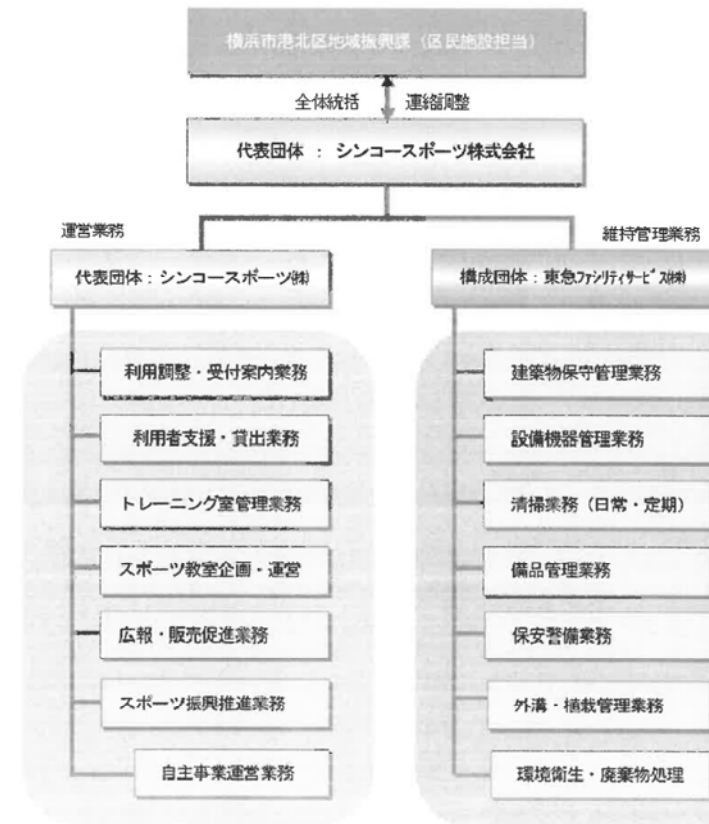 横浜市港北区地域振興課（区民施設担当）
全体統括　連絡調整
代表団体 ： シンコースポーツ株式会社
運営業務
代表団体：シンコースポーツ㈱
利用調整・受付案内業務
利用者支援・貸出業務
トレーニング室管理業務
スポーツ教室企画・運営
広報・販売促進業務
スポーツ振興推進業務
自主事業運営業務
維持管理業務
構成団体：東急ﾌｧｼﾘﾃｨｻｰﾋﾞｽ㈱
建築物保守管理業務
設備機器管理業務
清掃業務（日常・定期）
備品管理業務
保安警備業務
外溝・植栽管理業務
環境衛生・廃棄物処理